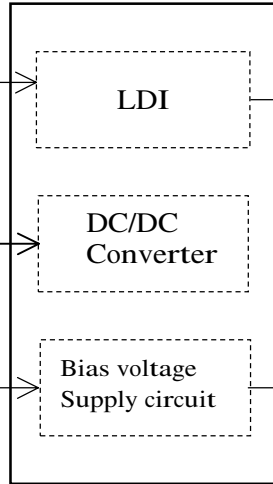 LDI
DC/DC
Converter
Bias voltage
Supply circuit